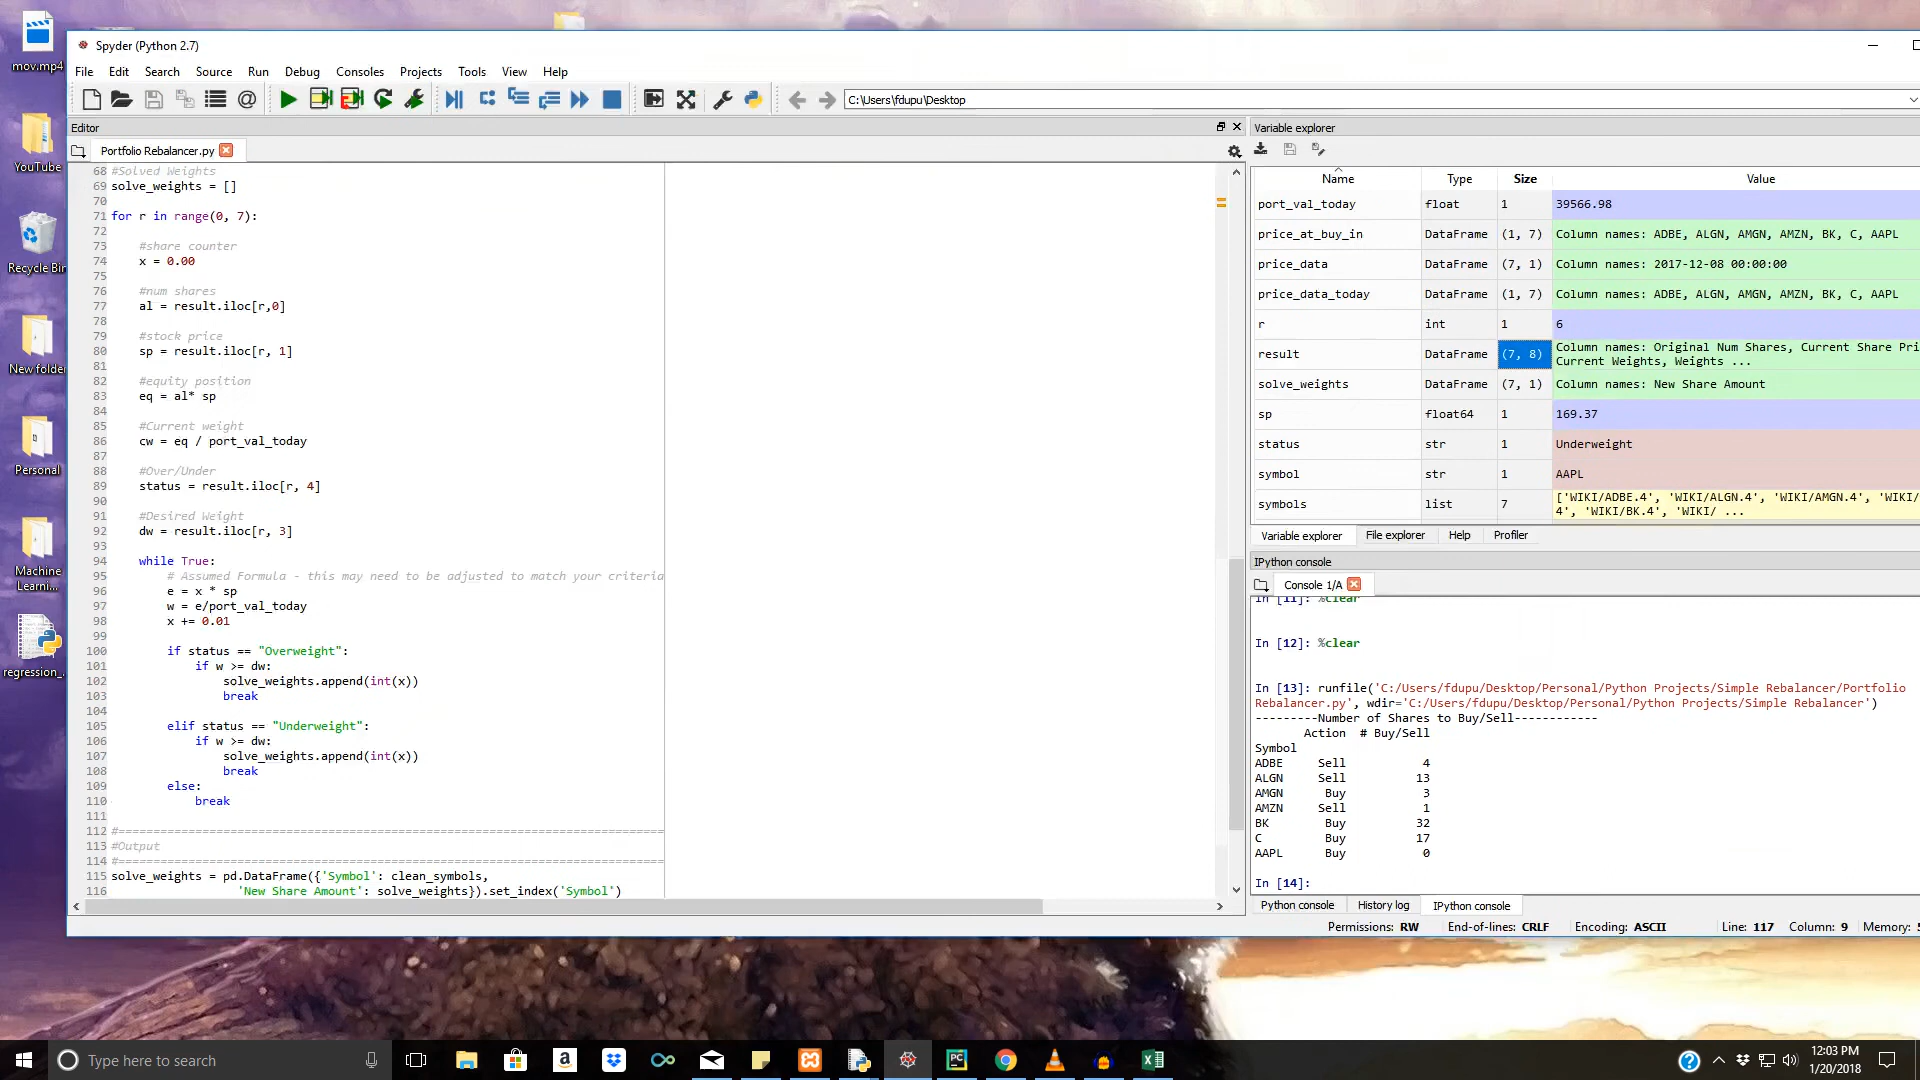 mov.mp4
YouTube
Recycle Bin
New folder
Personal
Machine
Learni...
regression_
Spyder (Python 2.7)
File Edit Search Source Run Debug Consoles Projects Tools View Help
C:\Users\fdupu\Desktop
Editor
Portfolio Rebalancer.py
68 #Solved Weights
69 solve_weights = []
70
71 for r in range(0, 7):
72
73 #share counter
74 x = 0.00
75
76 #num shares
77 al = result.iloc[r,0]
78
79 #stock price
80 sp = result.iloc[r, 1]
81
82 #equity position
83 eq = al* sp
84
85 #Current weight
86 cw = eq / port_val_today
87
88 #Over/Under
89 status = result.iloc[r, 4]
90
91 #Desired Weight
92 dw = result.iloc[r, 3]
93
94 while True:
95 # Assumed Formula - this may need to be adjusted to match your criteria
96 e = x * sp
97 w = e/port_val_today
98 x += 0.01
99
100 if status == "Overweight":
101 if w >= dw:
102 solve_weights.append(int(x))
103 break
104
105 elif status == "Underweight":
106 if w >= dw:
107 solve_weights.append(int(x))
108 break
109 else:
110 break
111
112 #==============================================================================
113 #Output
114 #==============================================================================
115 solve_weights = pd.DataFrame({'Symbol': clean_symbols,
116 'New Share Amount': solve_weights}).set_index('Symbol')
Variable explorer
Name Type Size Value
port_val_today float 1 39566.98
price_at_buy_in DataFrame (1, 7) Column names: ADBE, ALGN, AMGN, AMZN, BK, C, AAPL
price_data DataFrame (7, 1) Column names: 2017-12-08 00:00:00
price_data_today DataFrame (1, 7) Column names: ADBE, ALGN, AMGN, AMZN, BK, C, AAPL
r int 1 6
result DataFrame (7, 8) Column names: Original Num Shares, Current Share Pri
Current Weights, Weights ...
solve_weights DataFrame (7, 1) Column names: New Share Amount
sp float64 1 169.37
status str 1 Underweight
symbol str 1 AAPL
symbols list 7 ['WIKI/ADBE.4', 'WIKI/ALGN.4', 'WIKI/AMGN.4', 'WIKI/
4', 'WIKI/BK.4', 'WIKI/ ...
Variable explorer File explorer Help Profiler
IPython console
Console 1/A
In [11]: %clear
In [12]: %clear
In [13]: runfile('C:/Users/fdupu/Desktop/Personal/Python Projects/Simple Rebalancer/Portfolio
Rebalancer.py', wdir='C:/Users/fdupu/Desktop/Personal/Python Projects/Simple Rebalancer')
---------Number of Shares to Buy/Sell------------
Action # Buy/Sell
Symbol
ADBE Sell 4
ALGN Sell 13
AMGN Buy 3
AMZN Sell 1
BK Buy 32
C Buy 17
AAPL Buy 0
In [14]:
Python console History log IPython console
Permissions: RW End-of-lines: CRLF Encoding: ASCII Line: 117 Column: 9 Memory:
Type here to search
12:03 PM
1/20/2018